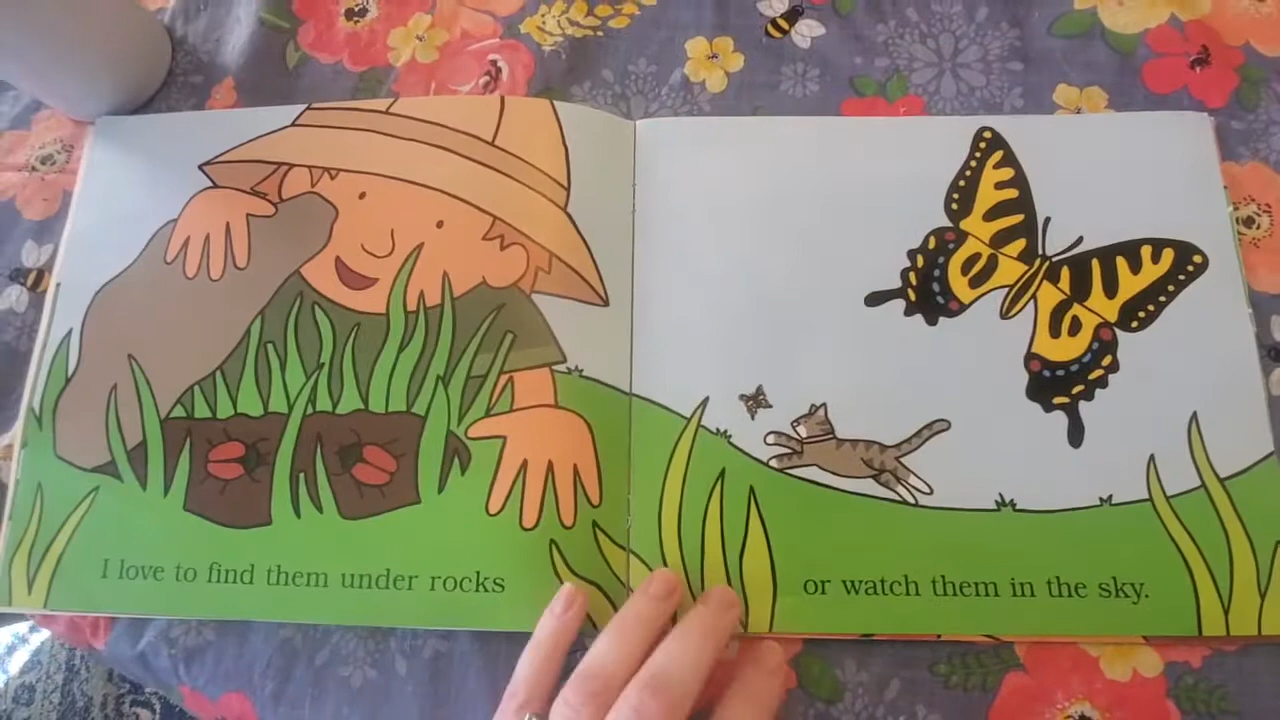 I love to find them under rocks
or watch them in the sky.